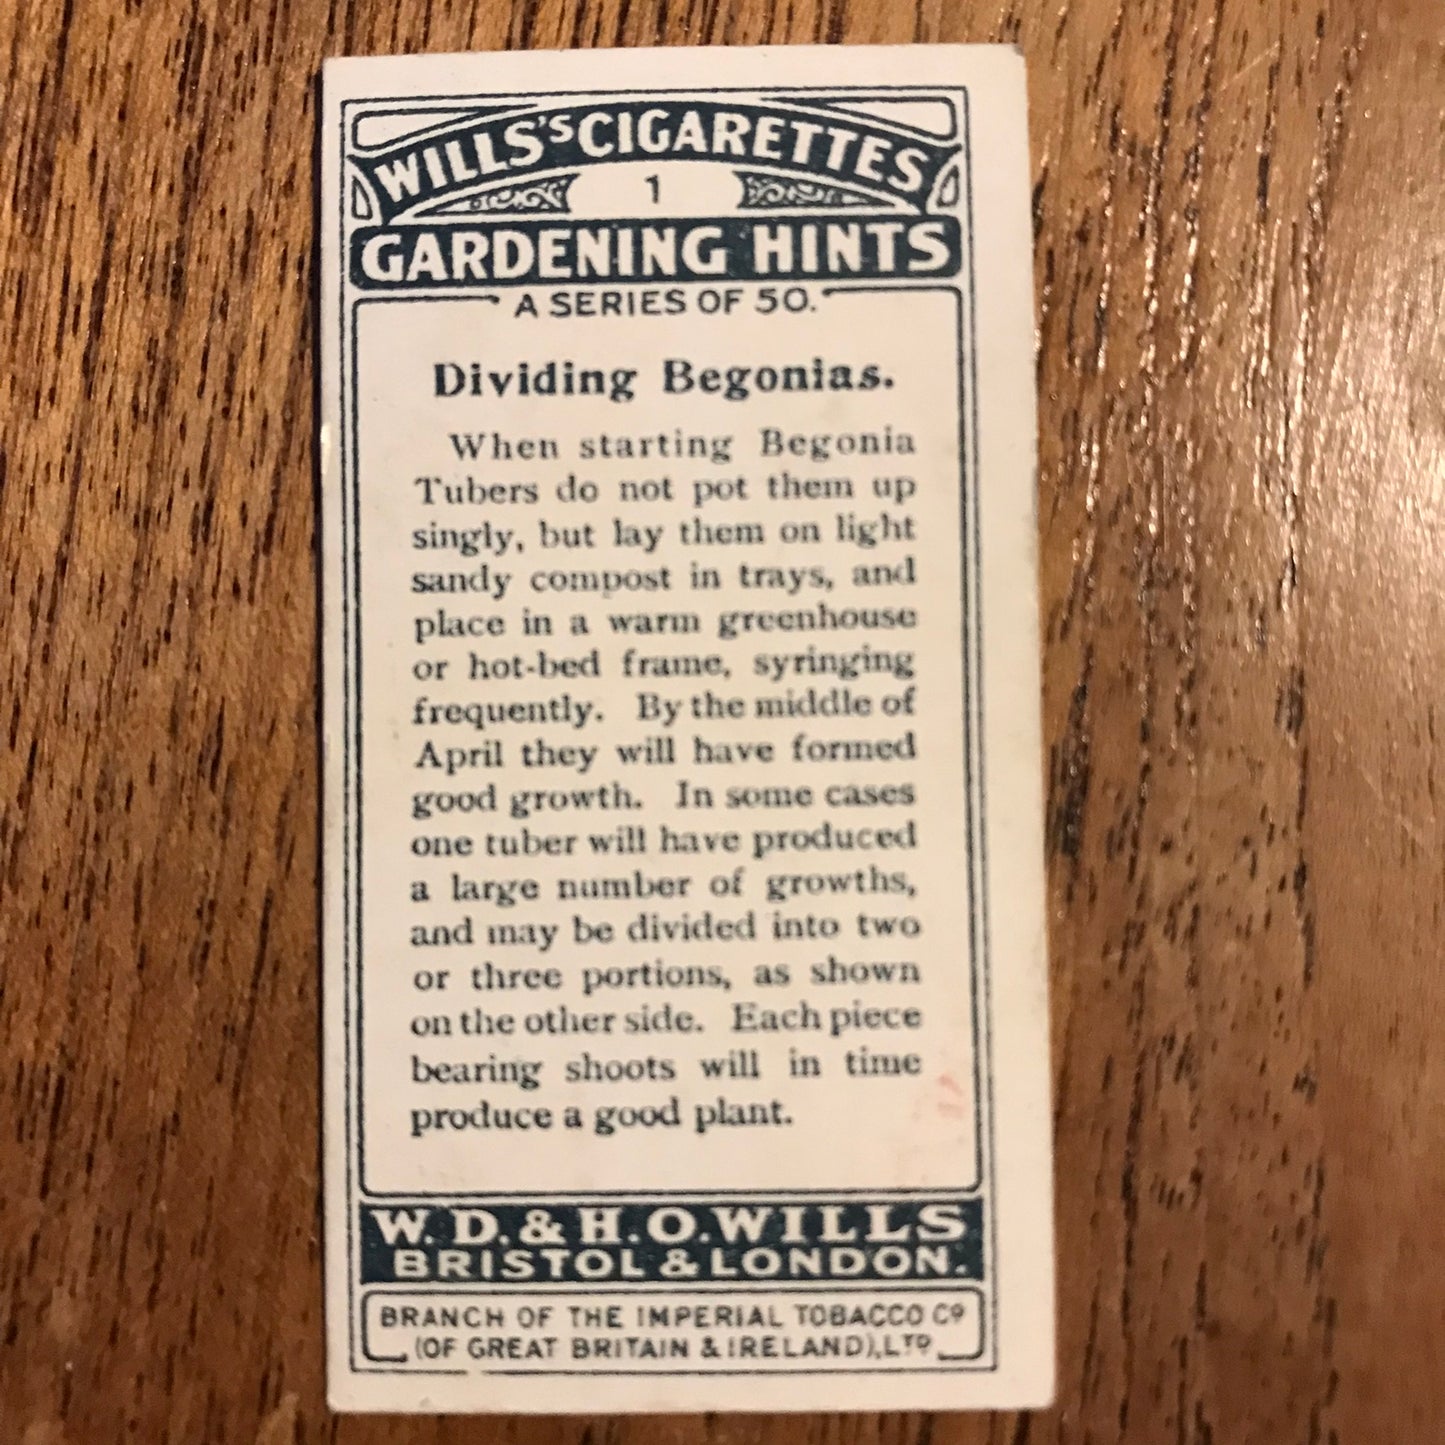 WILLS'S CIGARETTES
1
GARDENING HINTS
A SERIES OF 50.
Dividing Begonias.
When starting Begonia
Tubers do not pot them up
singly, but lay them on light
sandy compost in trays, and
place in a warm greenhouse
or hot-bed frame, syringing
frequently. By the middle of
April they will have formed
good growth. In some cases
one tuber will have produced
a large number of growths,
and may be divided into two
or three portions, as shown
on the other side. Each piece
bearing shoots will in time
produce a good plant.
W. D. & H. O. WILLS
BRISTOL & LONDON.
BRANCH OF THE IMPERIAL TOBACCO Cº
(OF GREAT BRITAIN & IRELAND), LTD